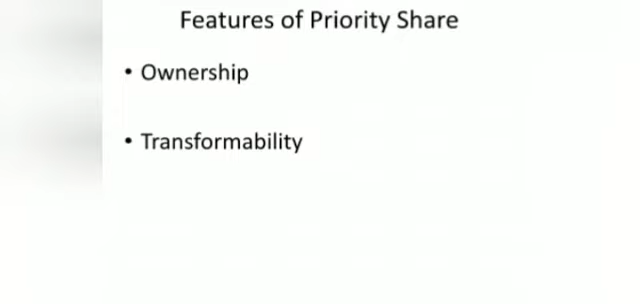 Features of Priority Share
• Ownership
• Transformability